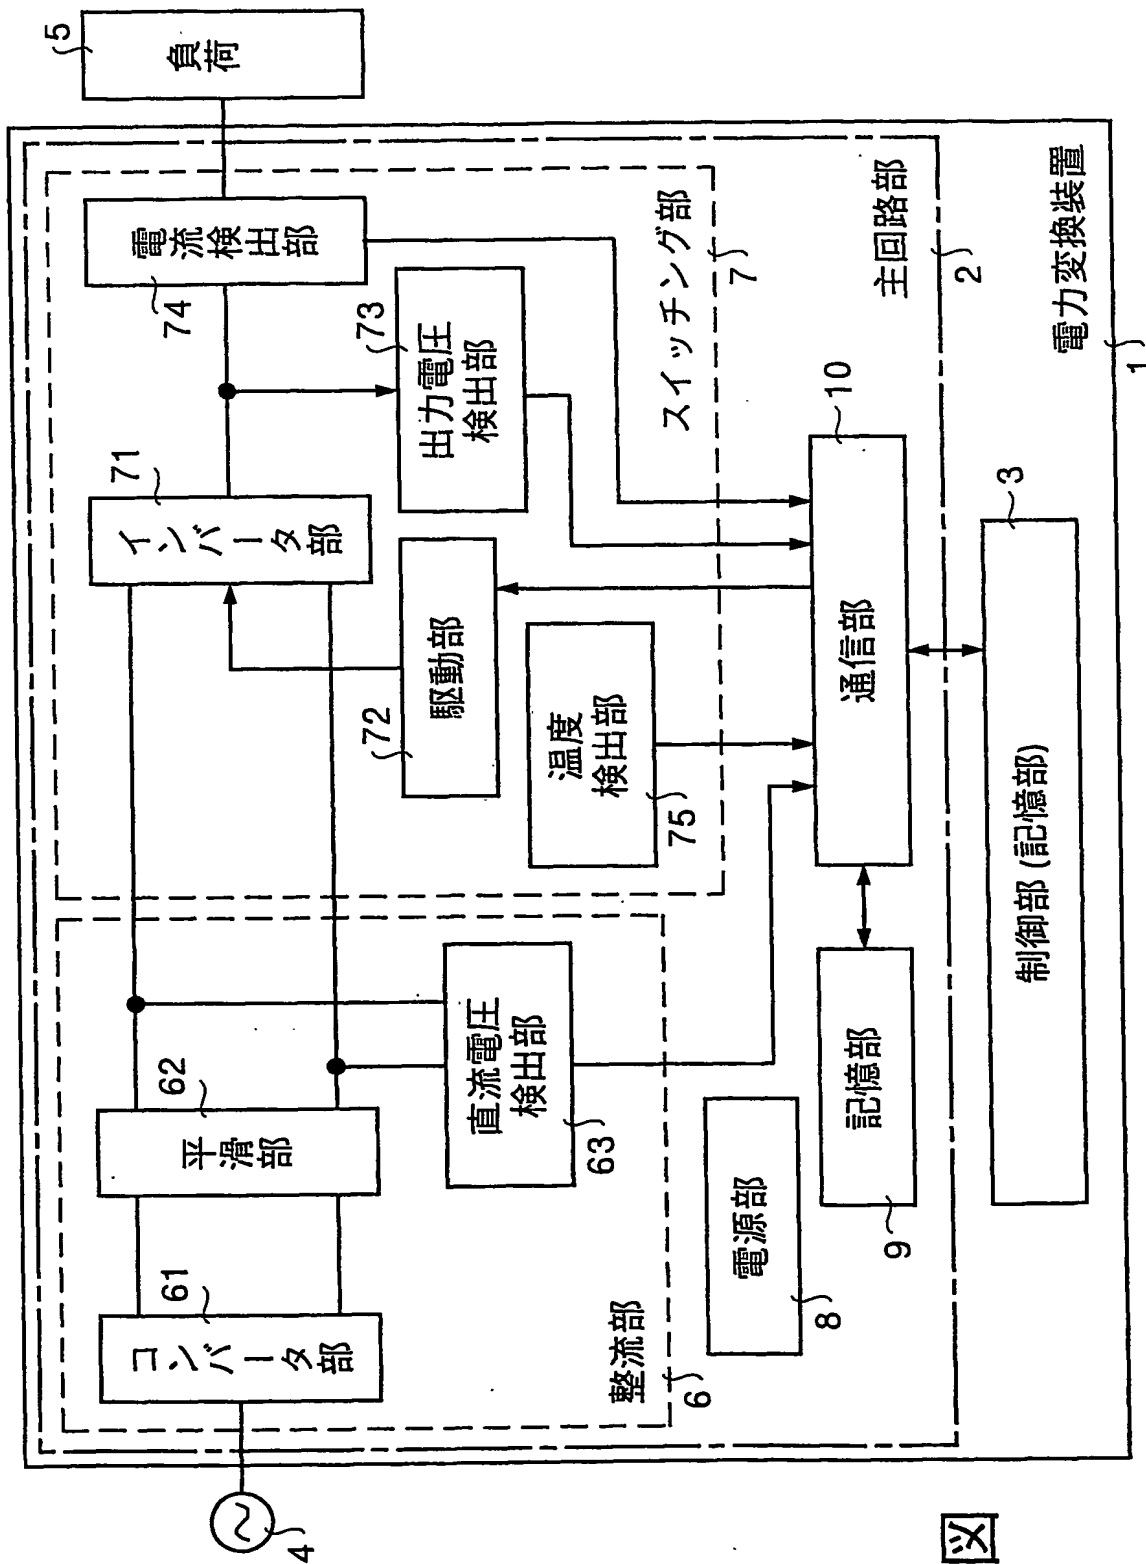 負荷
5
電流検出部
74
出力電圧
検出部
73
インバータ部
71
駆動部
72
温度
検出部
75
スイッチング部
7
主回路部
2
電力変換装置
1
通信部
10
制御部 (記憶部)
3
平滑部
62
直流電圧
検出部
63
コンバータ部
61
整流部
6
電源部
8
記憶部
9
4
図